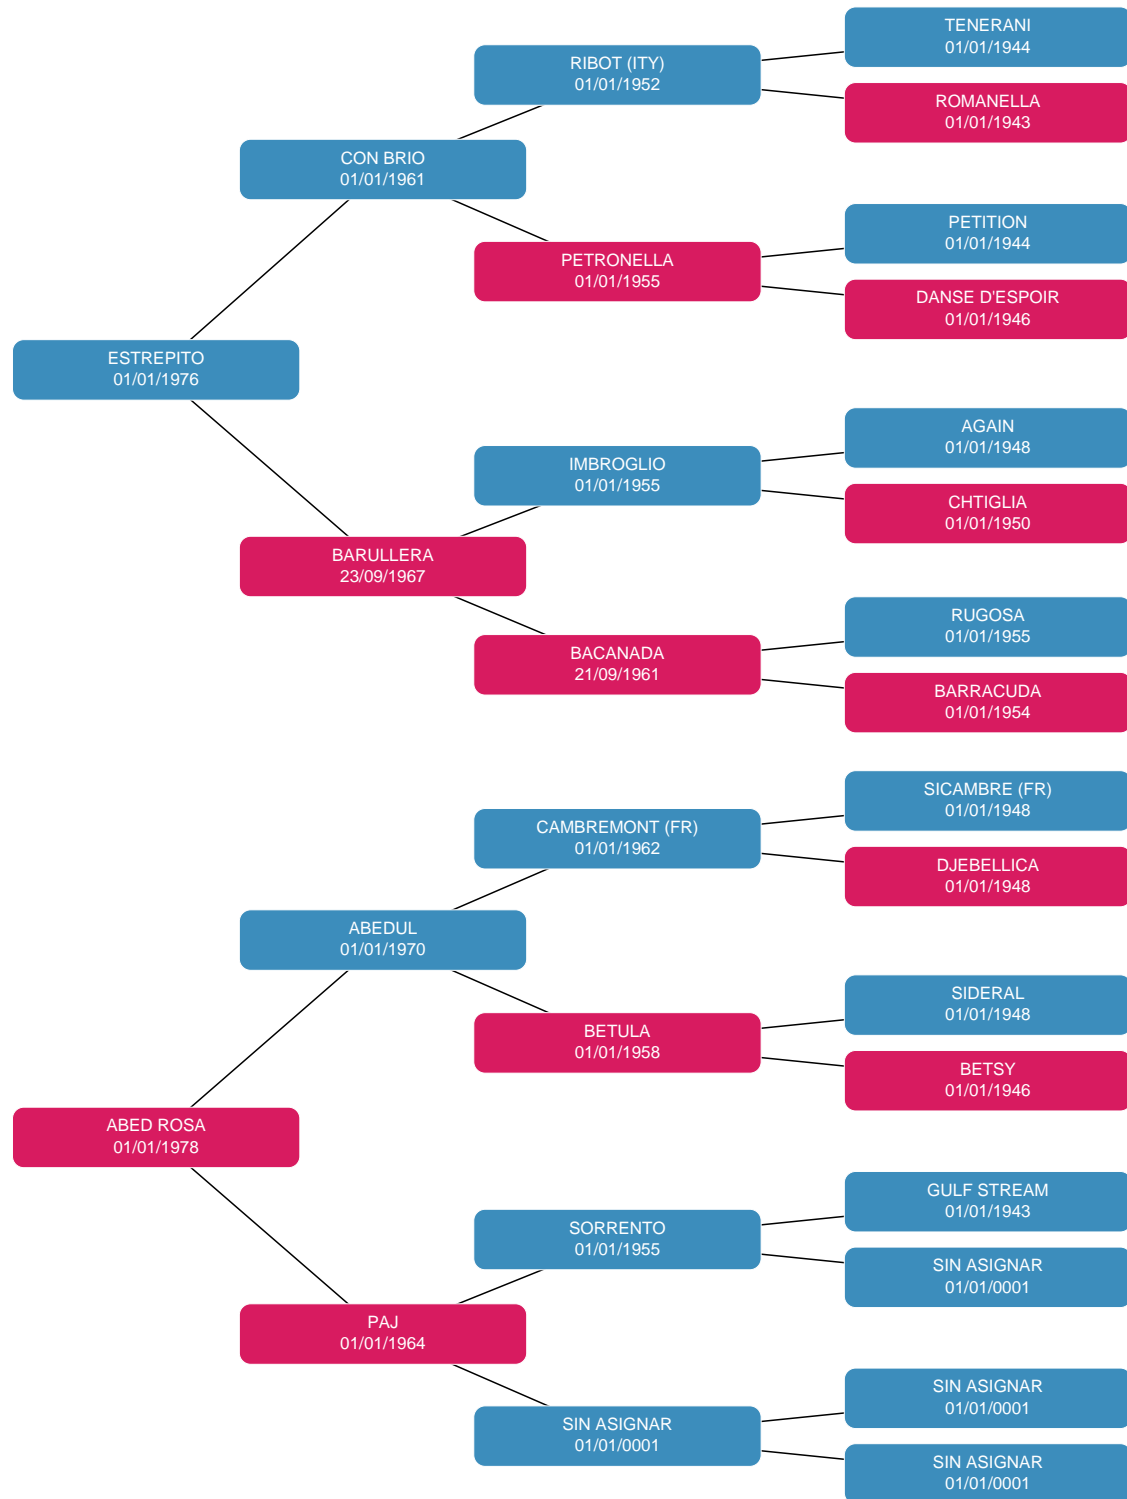 TENERANI
01/01/1944
RIBOT (ITY)
01/01/1952
ROMANELLA
01/01/1943
CON BRIO
01/01/1961
PETITION
01/01/1944
PETRONELLA
01/01/1955
DANSE D'ESPOIR
01/01/1946
ESTREPITO
01/01/1976
AGAIN
01/01/1948
IMBROGLIO
01/01/1955
CHTIGLIA
01/01/1950
BARULLERA
23/09/1967
RUGOSA
01/01/1955
BACANADA
21/09/1961
BARRACUDA
01/01/1954
SICAMBRE (FR)
01/01/1948
CAMBREMONT (FR)
01/01/1962
DJEBELLICA
01/01/1948
ABEDUL
01/01/1970
SIDERAL
01/01/1948
BETULA
01/01/1958
BETSY
01/01/1946
ABED ROSA
01/01/1978
GULF STREAM
01/01/1943
SORRENTO
01/01/1955
SIN ASIGNAR
01/01/0001
PAJ
01/01/1964
SIN ASIGNAR
01/01/0001
SIN ASIGNAR
01/01/0001
SIN ASIGNAR
01/01/0001